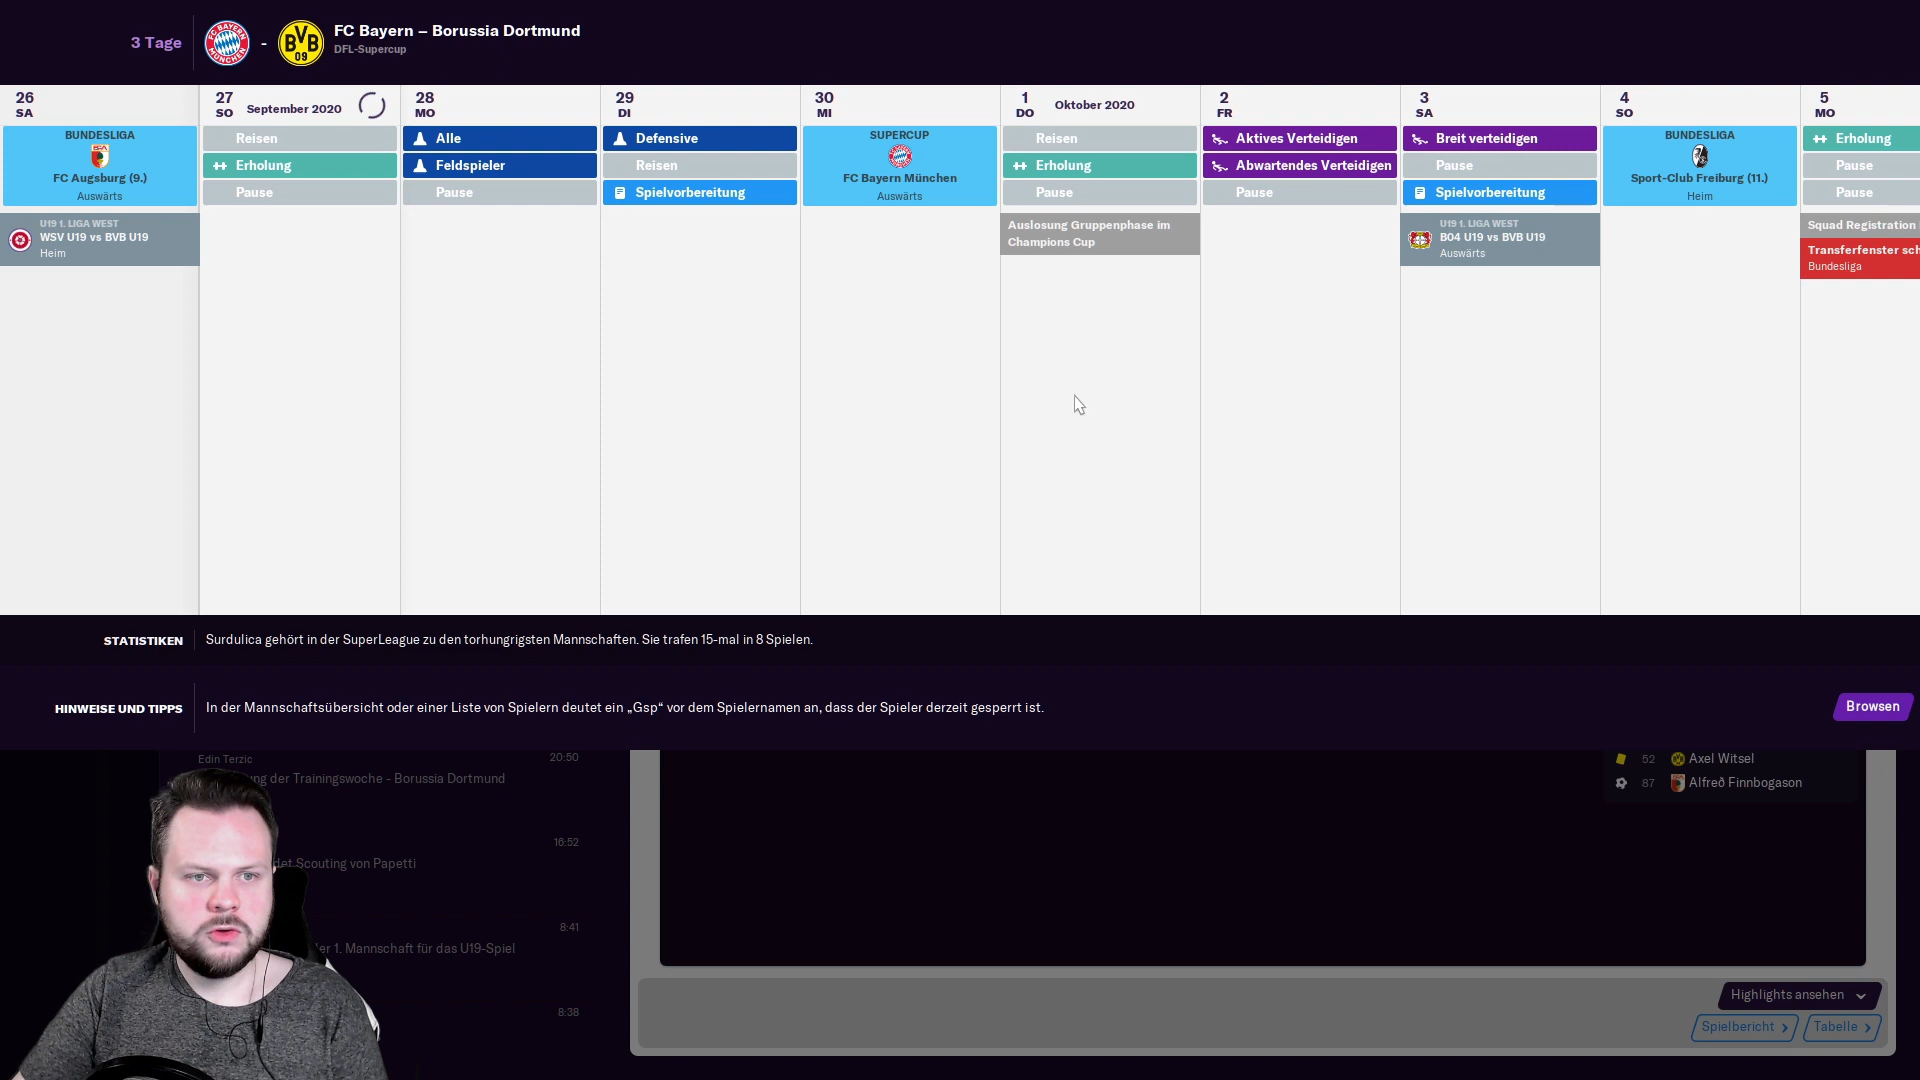 3 Tage
FC Bayern – Borussia Dortmund
DFL-Supercup
26
SA
BUNDESLIGA
FC Augsburg (9.)
Auswärts
U19 1. LIGA WEST
WSV U19 vs BVB U19
Heim
27
SO
September 2020
Reisen
Erholung
Pause
28
MO
Alle
Feldspieler
Pause
29
DI
Defensive
Reisen
Spielvorbereitung
30
MI
SUPERCUP
FC Bayern München
Auswärts
1
DO
Oktober 2020
Reisen
Erholung
Pause
Auslosung Gruppenphase im
Champions Cup
2
FR
Aktives Verteidigen
Abwartendes Verteidigen
Pause
3
SA
Breit verteidigen
Pause
Spielvorbereitung
U19 1. LIGA WEST
B04 U19 vs BVB U19
Auswärts
4
SO
BUNDESLIGA
Sport-Club Freiburg (11.)
Heim
5
MO
Erholung
Pause
Pause
Squad Registration
Transferfenster sch
Bundesliga
STATISTIKEN
Surdulica gehört in der SuperLeague zu den torhungrigsten Mannschaften. Sie trafen 15-mal in 8 Spielen.
HINWEISE UND TIPPS
In der Mannschaftsübersicht oder einer Liste von Spielern deutet ein „Gsp“ vor dem Spielernamen an, dass der Spieler derzeit gesperrt ist.
Browsen
Edin Terzic
20:50
ung der Trainingswoche - Borussia Dortmund
16:52
det Scouting von Papetti
8:41
der 1. Mannschaft für das U19-Spiel
8:38
52 Axel Witsel
87 Alfreð Finnbogason
Highlights ansehen
Spielbericht
Tabelle